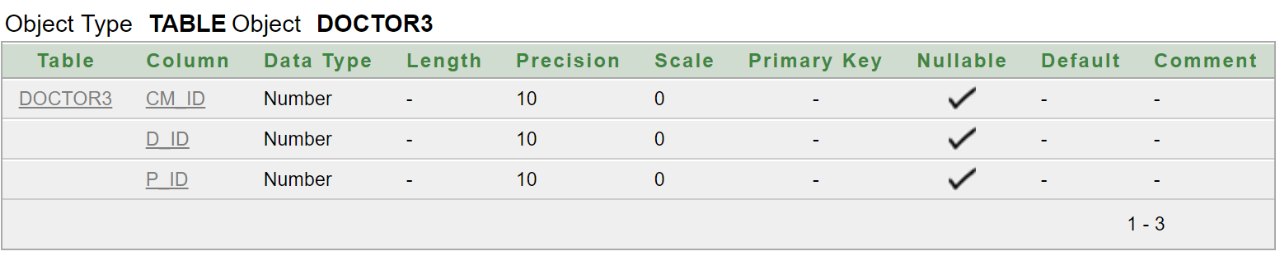 Object Type TABLE Object DOCTOR3
Table Column Data Type Length Precision Scale Primary Key Nullable Default Comment
DOCTOR3 CM_ID Number - 10 0 - ✓ - -
D_ID Number - 10 0 - ✓ - -
P_ID Number - 10 0 - ✓ - -
1 - 3